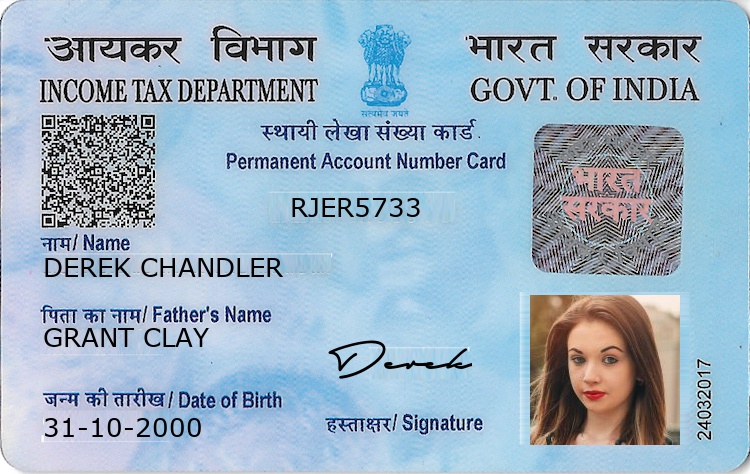 आयकर विभाग
INCOME TAX DEPARTMENT
सत्यमेव जयते
भारत सरकार
GOVT. OF INDIA
स्थायी लेखा संख्या कार्ड
Permanent Account Number Card
RJER5733
भारत
सरकार
नाम/ Name
DEREK CHANDLER
पिता का नाम/ Father's Name
GRANT CLAY
Derek
जन्म की तारीख / Date of Birth
31-10-2000
हस्ताक्षर/ Signature
24032017